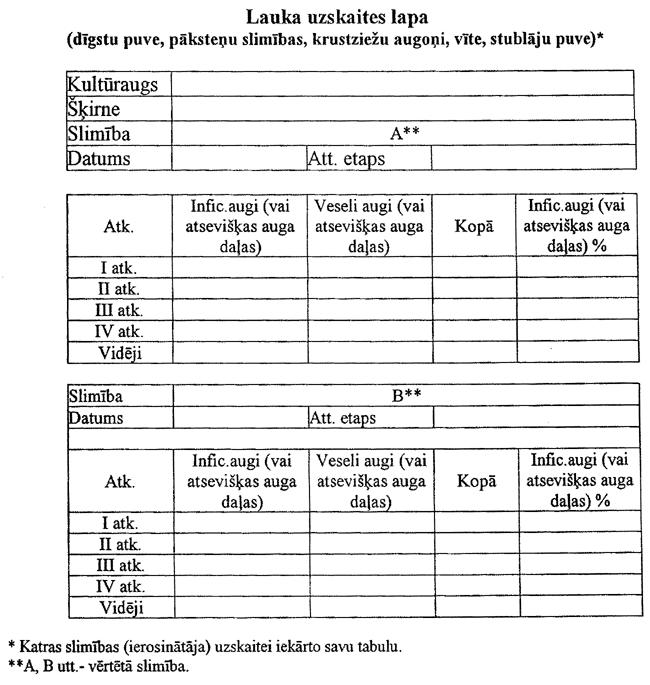 Lauka uzskaites lapa
(dīgstu puve, pāksteņu slimības, krustziežu augoņi, vīte, stublāju puve)*
Kultūraugs
Šķirne
Slimība A**
Datums Att. etaps
Atk. Infic.augi (vai atsevišķas auga daļas) Veseli augi (vai atsevišķas auga daļas) Kopā Infic.augi (vai atsevišķas auga daļas) %
I atk.
II atk.
III atk.
IV atk.
Vidēji
Slimība B**
Datums Att. etaps
Atk. Infic.augi (vai atsevišķas auga daļas) Veseli augi (vai atsevišķas auga daļas) Kopā Infic.augi (vai atsevišķas auga daļas) %
I atk.
II atk.
III atk.
IV atk.
Vidēji
* Katras slimības (ierosinātāja) uzskaitei iekārto savu tabulu.
**A, B utt.- vērtētā slimība.